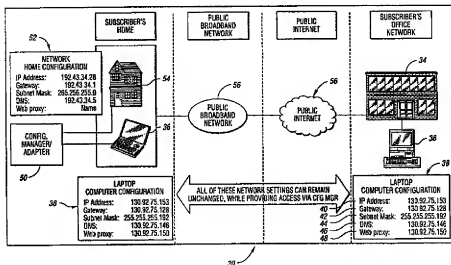 SUBSCRIBER'S
HOME
PUBLIC
BROADBAND
NETWORK
PUBLIC
INTERNET
SUBSCRIBER'S
OFFICE
NETWORK
52
NETWORK
HOME CONFIGURATION
IP Address: 192.43.34.28
Gateway: 192.43.34.1
Subnet Mask: 255.255.255.0
DNS: 192.43.34.5
Web proxy: Name
54
36
CONFIG.
MANAGER/
ADAPTER
50
56
PUBLIC
BROADBAND
NETWORK
56
PUBLIC
INTERNET
34
36
38
LAPTOP
COMPUTER CONFIGURATION
IP Address: 130.92.75.153
Gateway: 130.92.75.128
Subnet Mask: 255.255.255.192
DNS: 130.92.75.146
Web proxy: 130.92.75.150
ALL OF THESE NETWORK SETTINGS CAN REMAIN
UNCHANGED, WHILE PROVIDING ACCESS VIA CFG MGR
38
LAPTOP
COMPUTER CONFIGURATION
40 IP Address: 130.92.75.153
42 Gateway: 130.92.75.128
44 Subnet Mask: 255.255.255.192
46 DNS: 130.92.75.146
48 Web proxy: 130.92.75.150